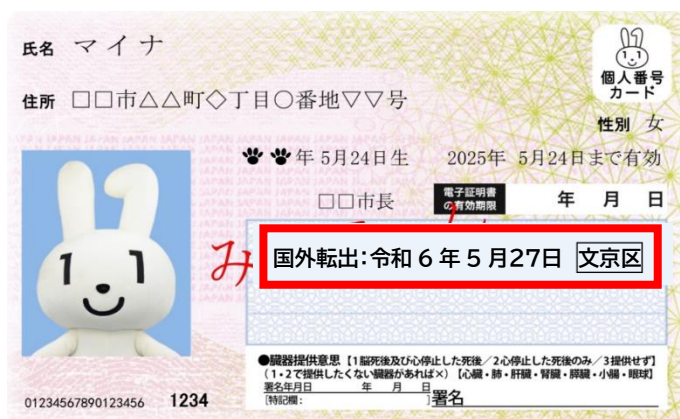 氏名 マイナ
個人番号
カード
住所 □□市△△町◇丁目○番地▽▽号
性別 女
年 5月24日生 2025年 5月24日まで有効
□□市長 電子証明書の有効期限 年 月 日
み
国外転出：令和6年5月27日 文京区
●臓器提供意思【1脳死後及び心停止した死後／2心停止した死後のみ／3提供せず】
（1・2で提供したくない臓器があれば×）【心臓・肺・肝臓・腎臓・膵臓・小腸・眼球】
署名年月日 年 月 日
［特記欄： ］署名
01234567890123456 1234